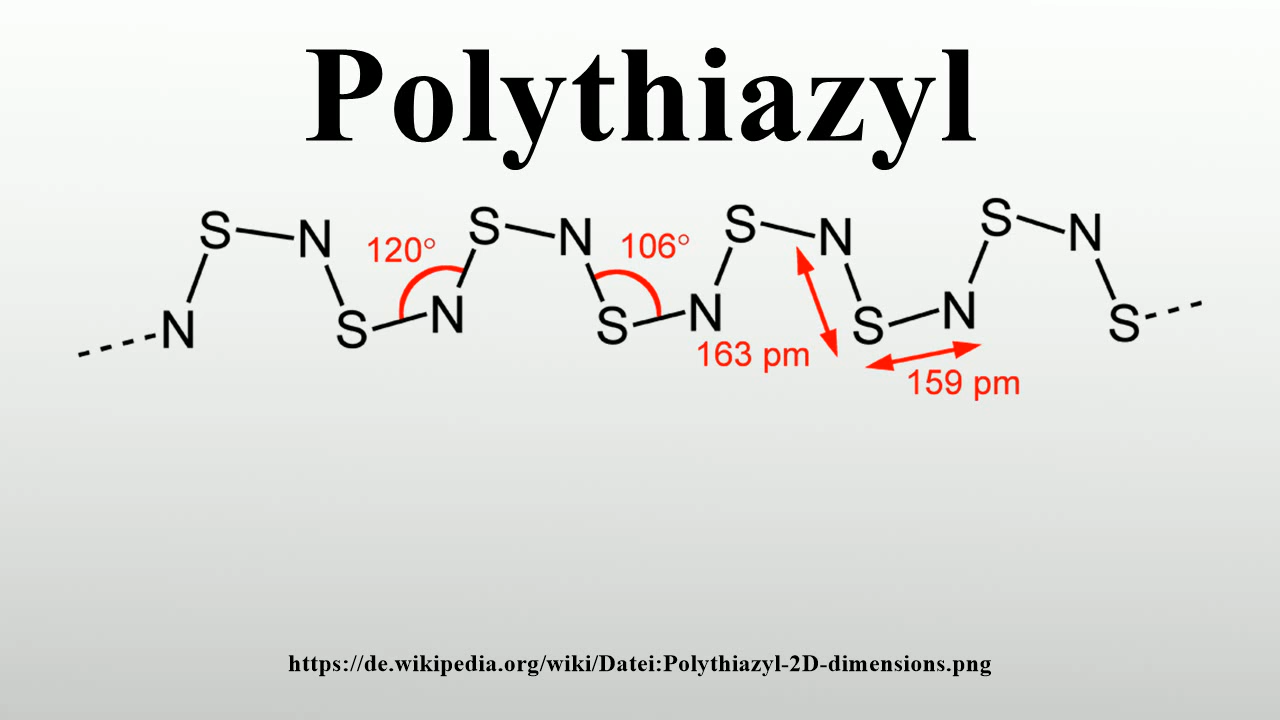 Polythiazyl
S N S N S N S N
120° 106°
N S N S N S N S
163 pm
159 pm
https://de.wikipedia.org/wiki/Datei:Polythiazyl-2D-dimensions.png